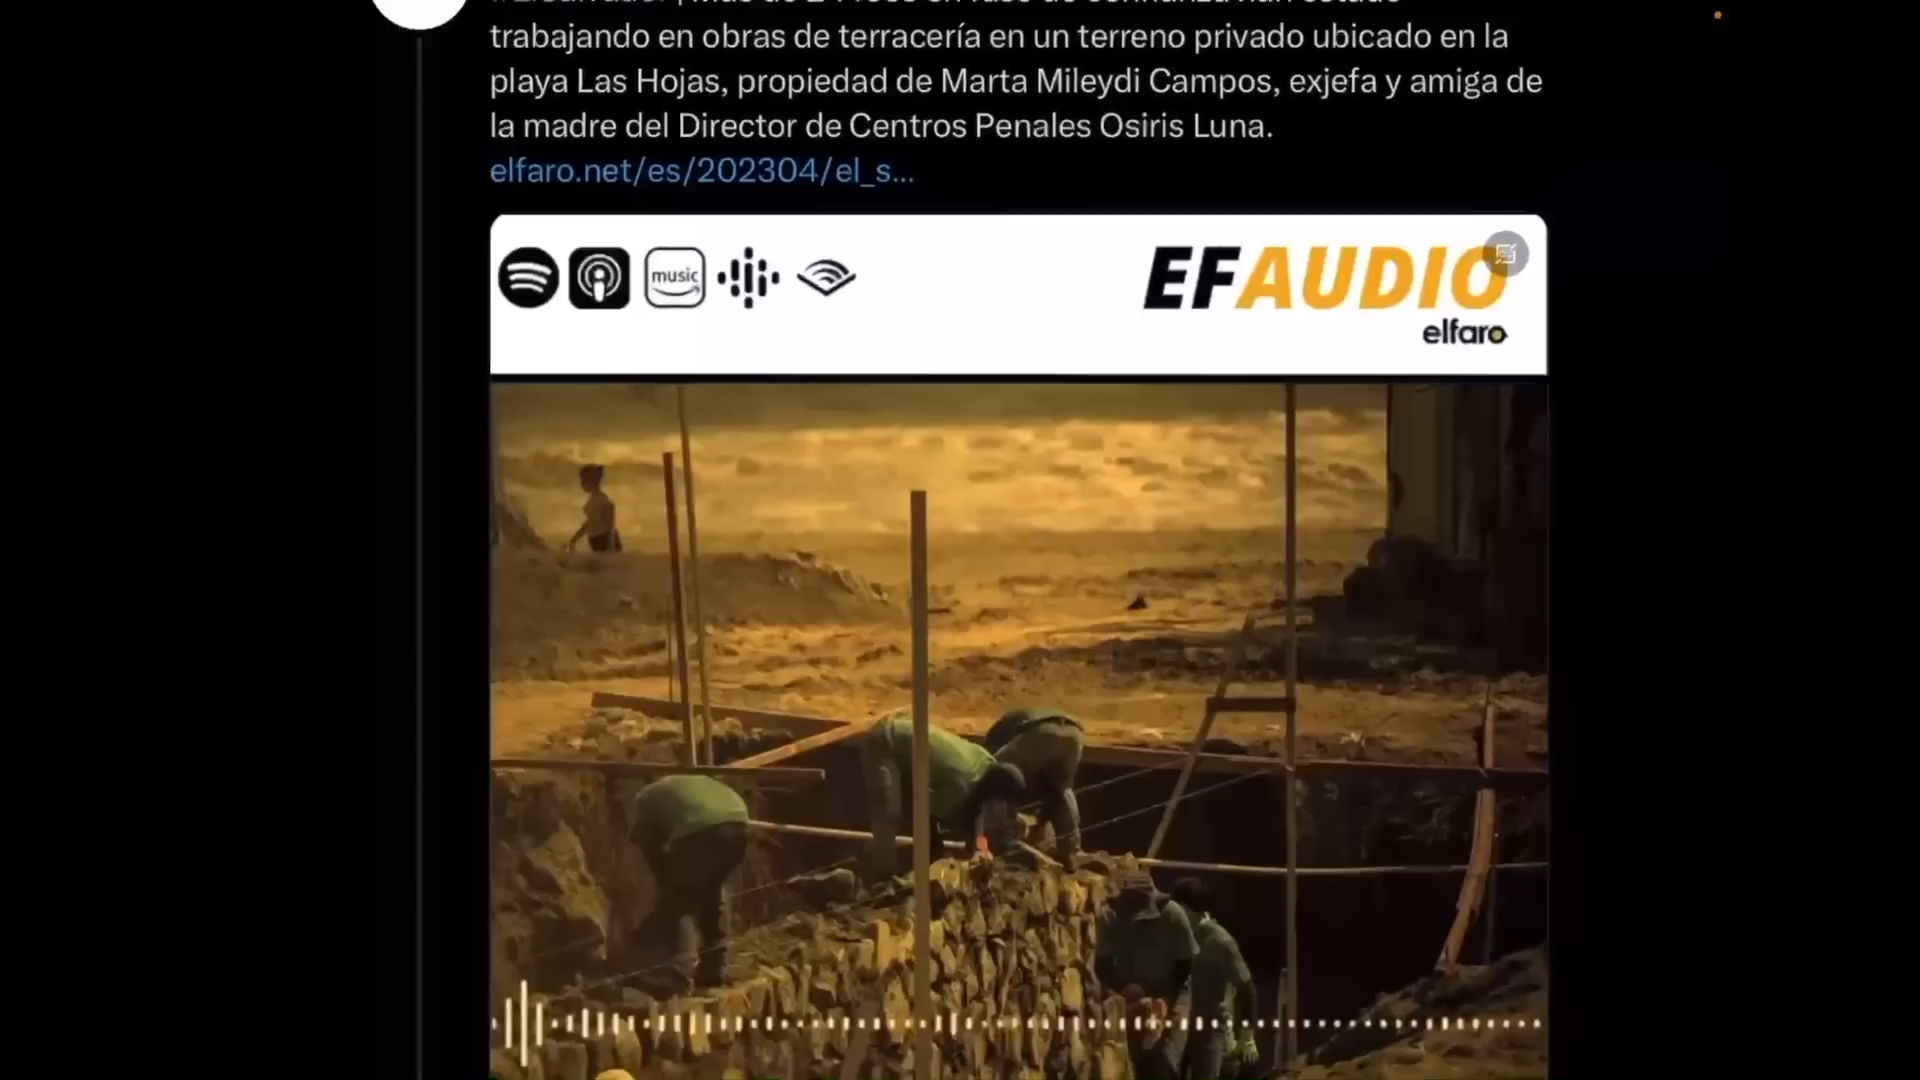 trabajando en obras de terracería en un terreno privado ubicado en la
playa Las Hojas, propiedad de Marta Mileydi Campos, exjefa y amiga de
la madre del Director de Centros Penales Osiris Luna.
elfaro.net/es/202304/el_s...
music
EFAUDIO
elfaro